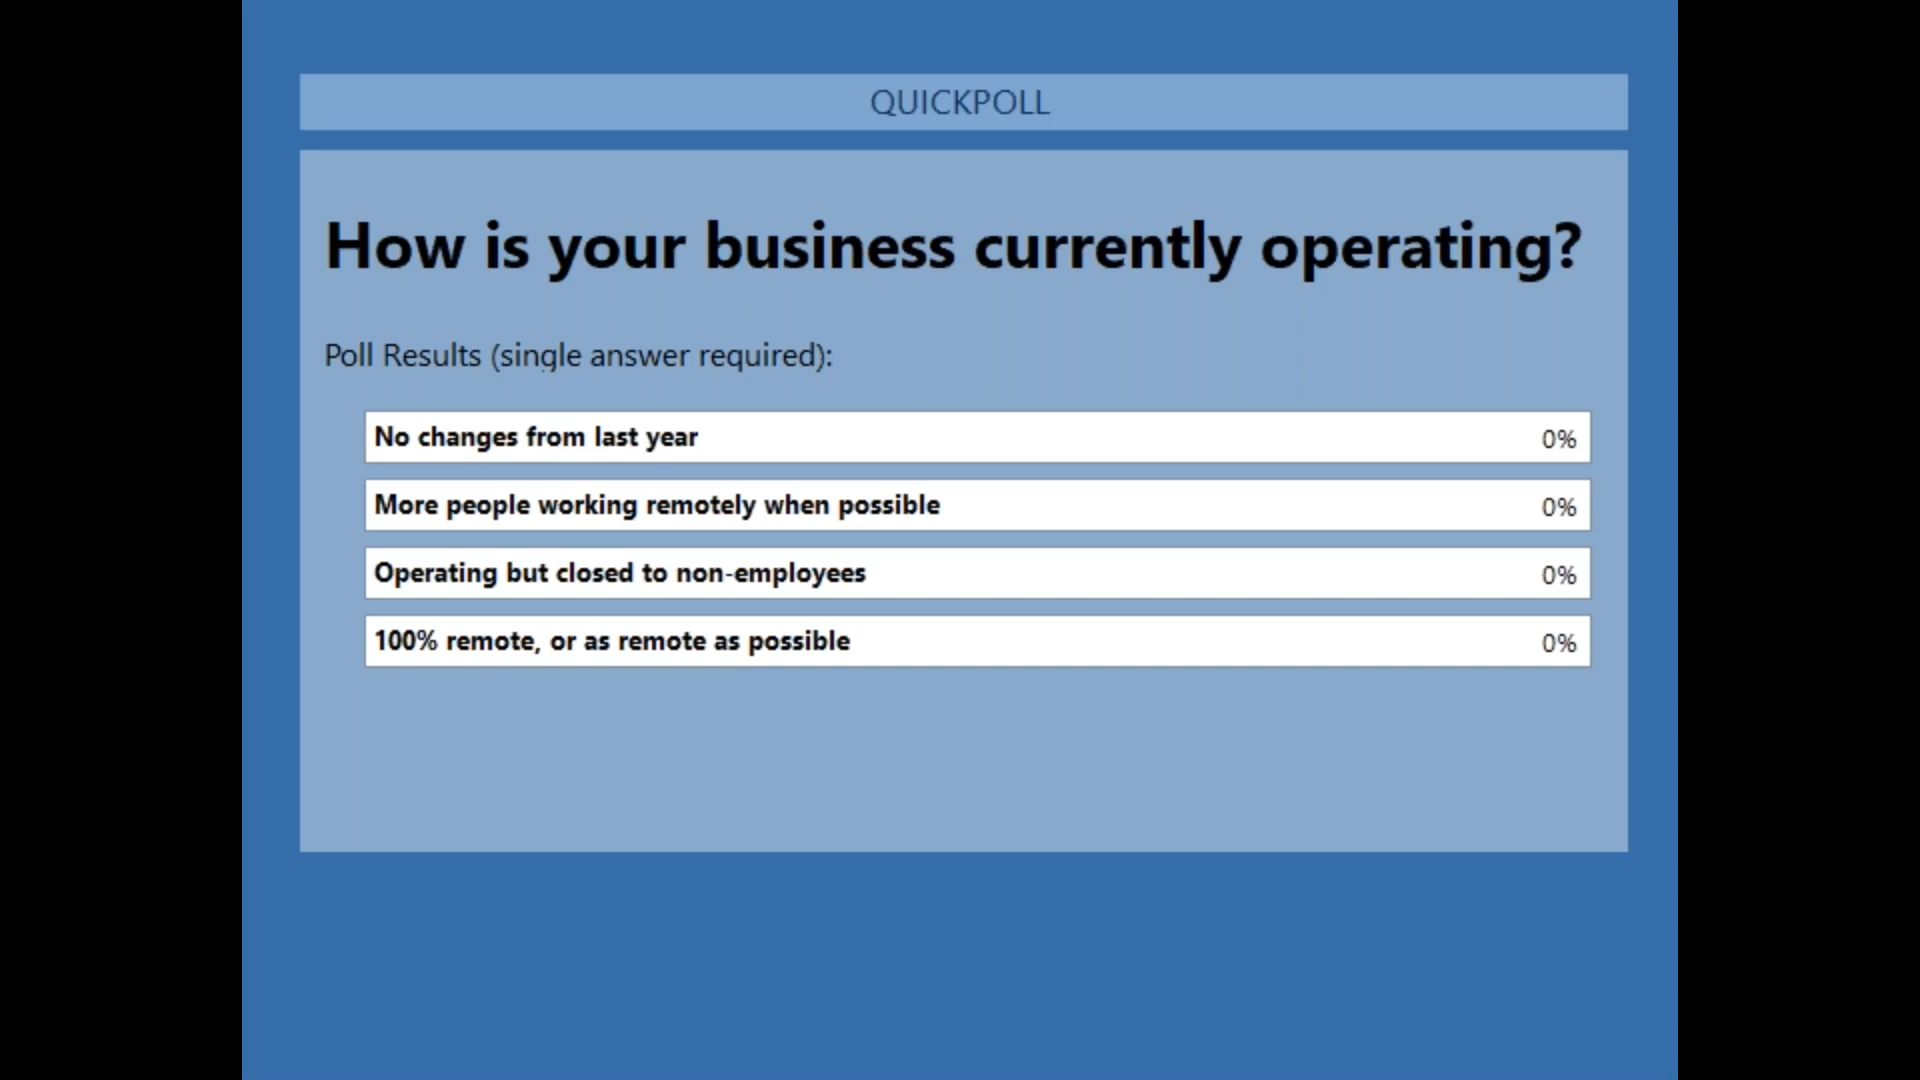 QUICKPOLL
How is your business currently operating?
Poll Results (single answer required):
No changes from last year 0%
More people working remotely when possible 0%
Operating but closed to non-employees 0%
100% remote, or as remote as possible 0%